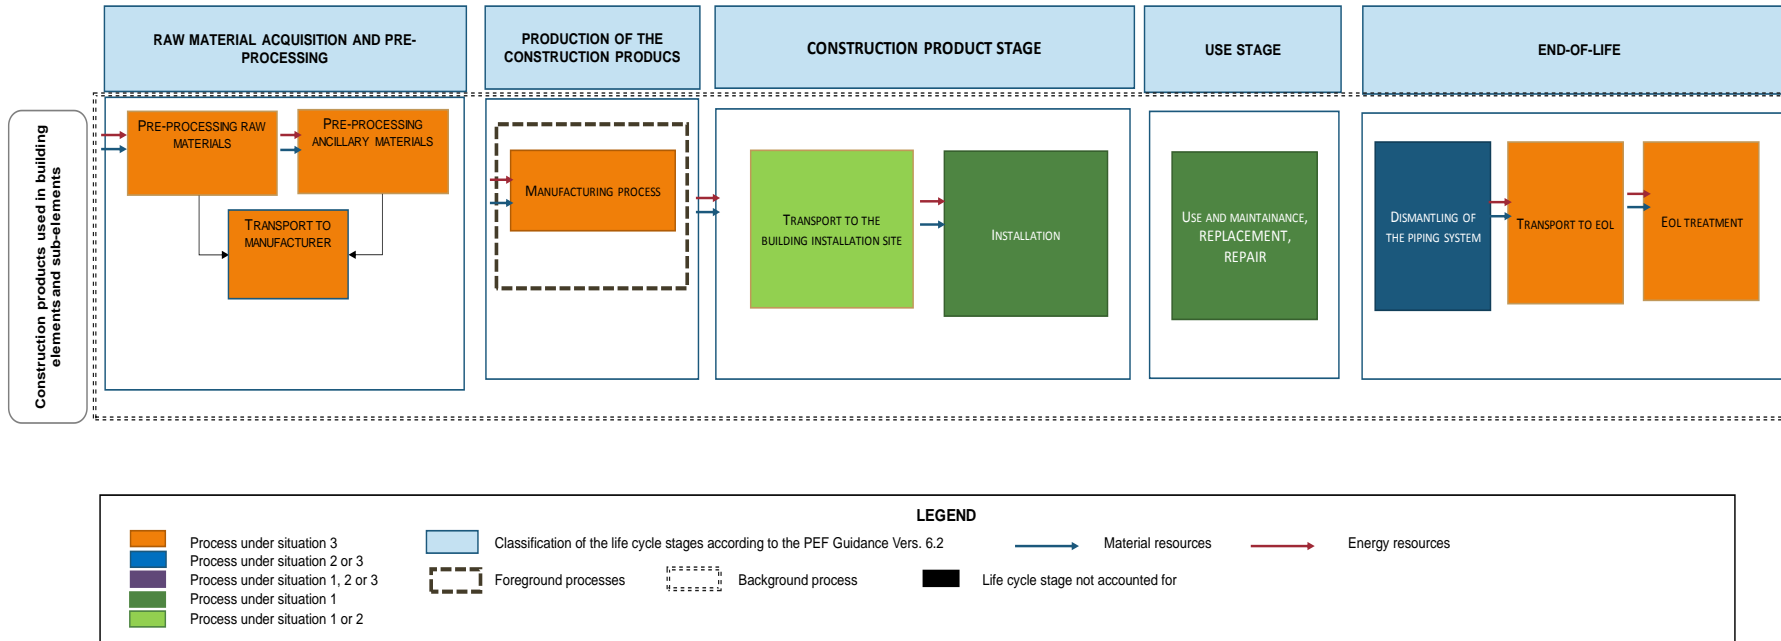 RAW MATERIAL ACQUISITION AND PRE-
PROCESSING
PRODUCTION OF THE
CONSTRUCTION PRODUCS
CONSTRUCTION PRODUCT STAGE
USE STAGE
END-OF-LIFE
Construction products used in building
elements and sub-elements
PRE-PROCESSING RAW
MATERIALS
PRE-PROCESSING
ANCILLARY MATERIALS
TRANSPORT TO
MANUFACTURER
MANUFACTURING PROCESS
TRANSPORT TO THE
BUILDING INSTALLATION SITE
INSTALLATION
USE AND MAINTAINANCE,
REPLACEMENT,
REPAIR
DISMANTLING OF
THE PIPING SYSTEM
TRANSPORT TO EOL
EOL TREATMENT
LEGEND
Process under situation 3
Process under situation 2 or 3
Process under situation 1, 2 or 3
Process under situation 1
Process under situation 1 or 2
Classification of the life cycle stages according to the PEF Guidance Vers. 6.2
Material resources
Energy resources
Foreground processes
Background process
Life cycle stage not accounted for